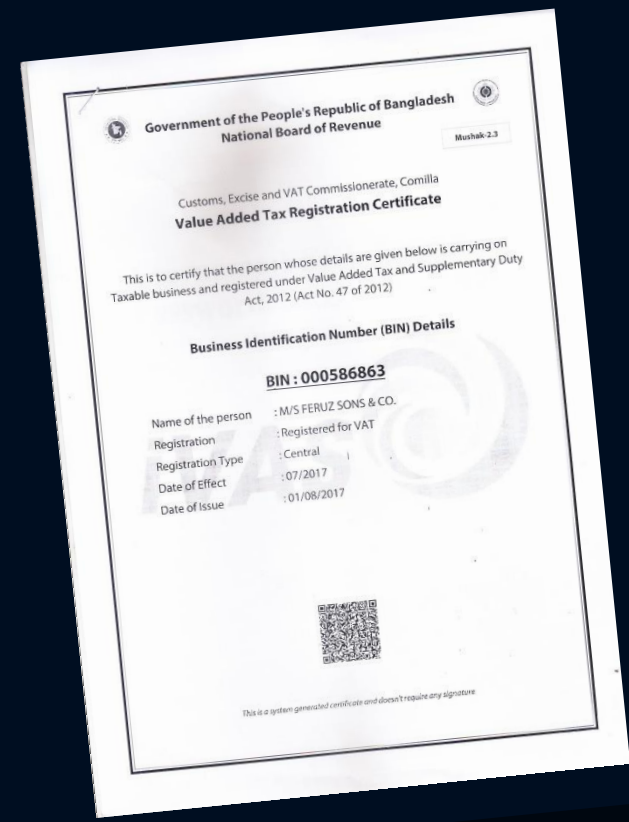 Government of the People's Republic of Bangladesh
National Board of Revenue
Mushak-2.3
Customs, Excise and VAT Commissionerate, Comilla
Value Added Tax Registration Certificate
This is to certify that the person whose details are given below is carrying on
Taxable business and registered under Value Added Tax and Supplementary Duty
Act, 2012 (Act No. 47 of 2012)
Business Identification Number (BIN) Details
BIN : 000586863
Name of the person : M/S FERUZ SONS & CO.
Registration : Registered for VAT
Registration Type : Central
Date of Effect : 07/2017
Date of Issue : 01/08/2017
iVAS
This is a system generated certificate and doesn't require any signature